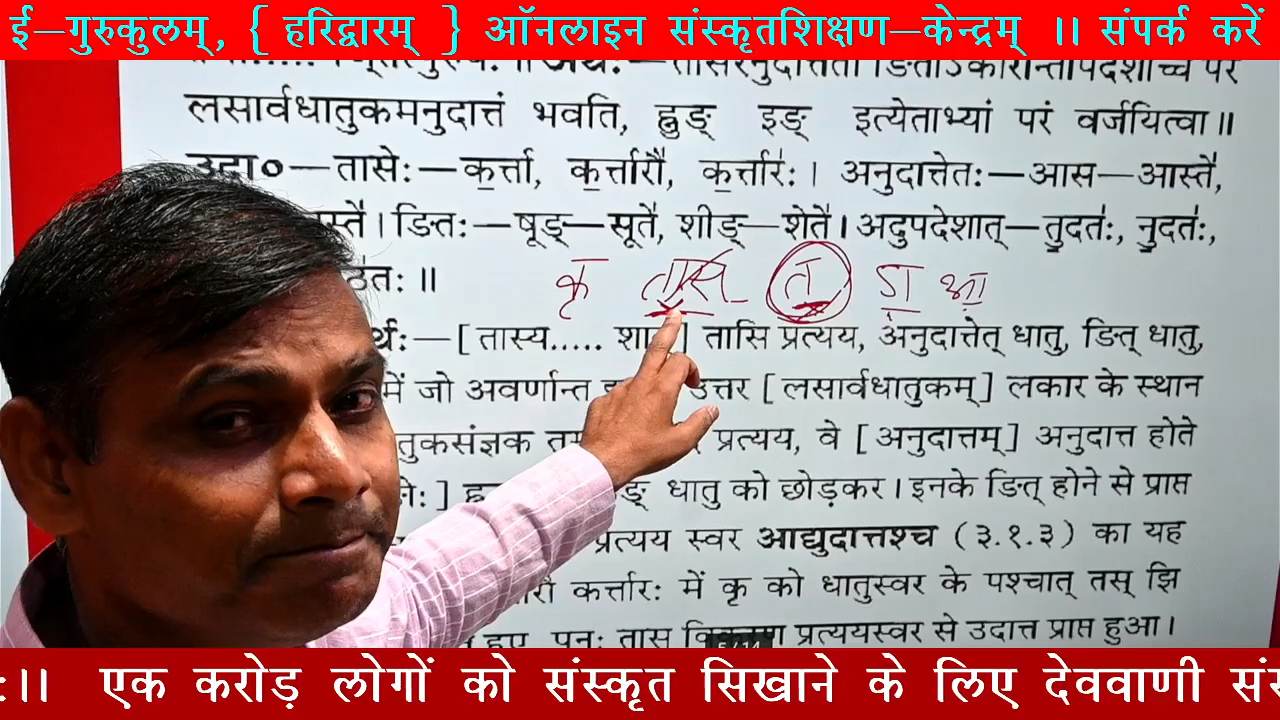 ई–गुरुकुलम्, { हरिद्वारम् } ऑनलाइन संस्कृतशिक्षण–केन्द्रम् ।। संपर्क करें
लसार्वधातुकमनुदात्तं भवति, ह्नुङ् इङ् इत्येताभ्यां परं वर्जयित्वा॥
उदा०—तासेः—क॒र्त्ता, क॒र्त्तारौ॑, क॒र्त्तार॑ः। अनुदात्तेतः—आस—आस्ते॑,
ङितः—षूङ्—सूते॑, शीङ्—शेते॑। अदुपदेशात्—तु॒दत॑ः, नु॒दत॑ः,
॥
कृ तास् त डा आ
—[ तास्य..... ] तासि प्रत्यय, अनुदात्तेत् धातु, ङित् धातु,
में जो अवर्णान्त उत्तर [ लसार्वधातुकम् ] लकार के स्थान
प्रत्यय, वे [ अनुदात्तम् ] अनुदात्त होते
धातु को छोड़कर। इनके ङित् होने से प्राप्त
प्रत्यय स्वर आद्युदात्तश्च (३.१.३) का यह
कर्त्तारः में कृ को धातुस्वर के पश्चात् तस् झि
हुए पुनः तास् विकरण प्रत्ययस्वर से उदात्त प्राप्त हुआ।
एक करोड़ लोगों को संस्कृत सिखाने के लिए देववाणी